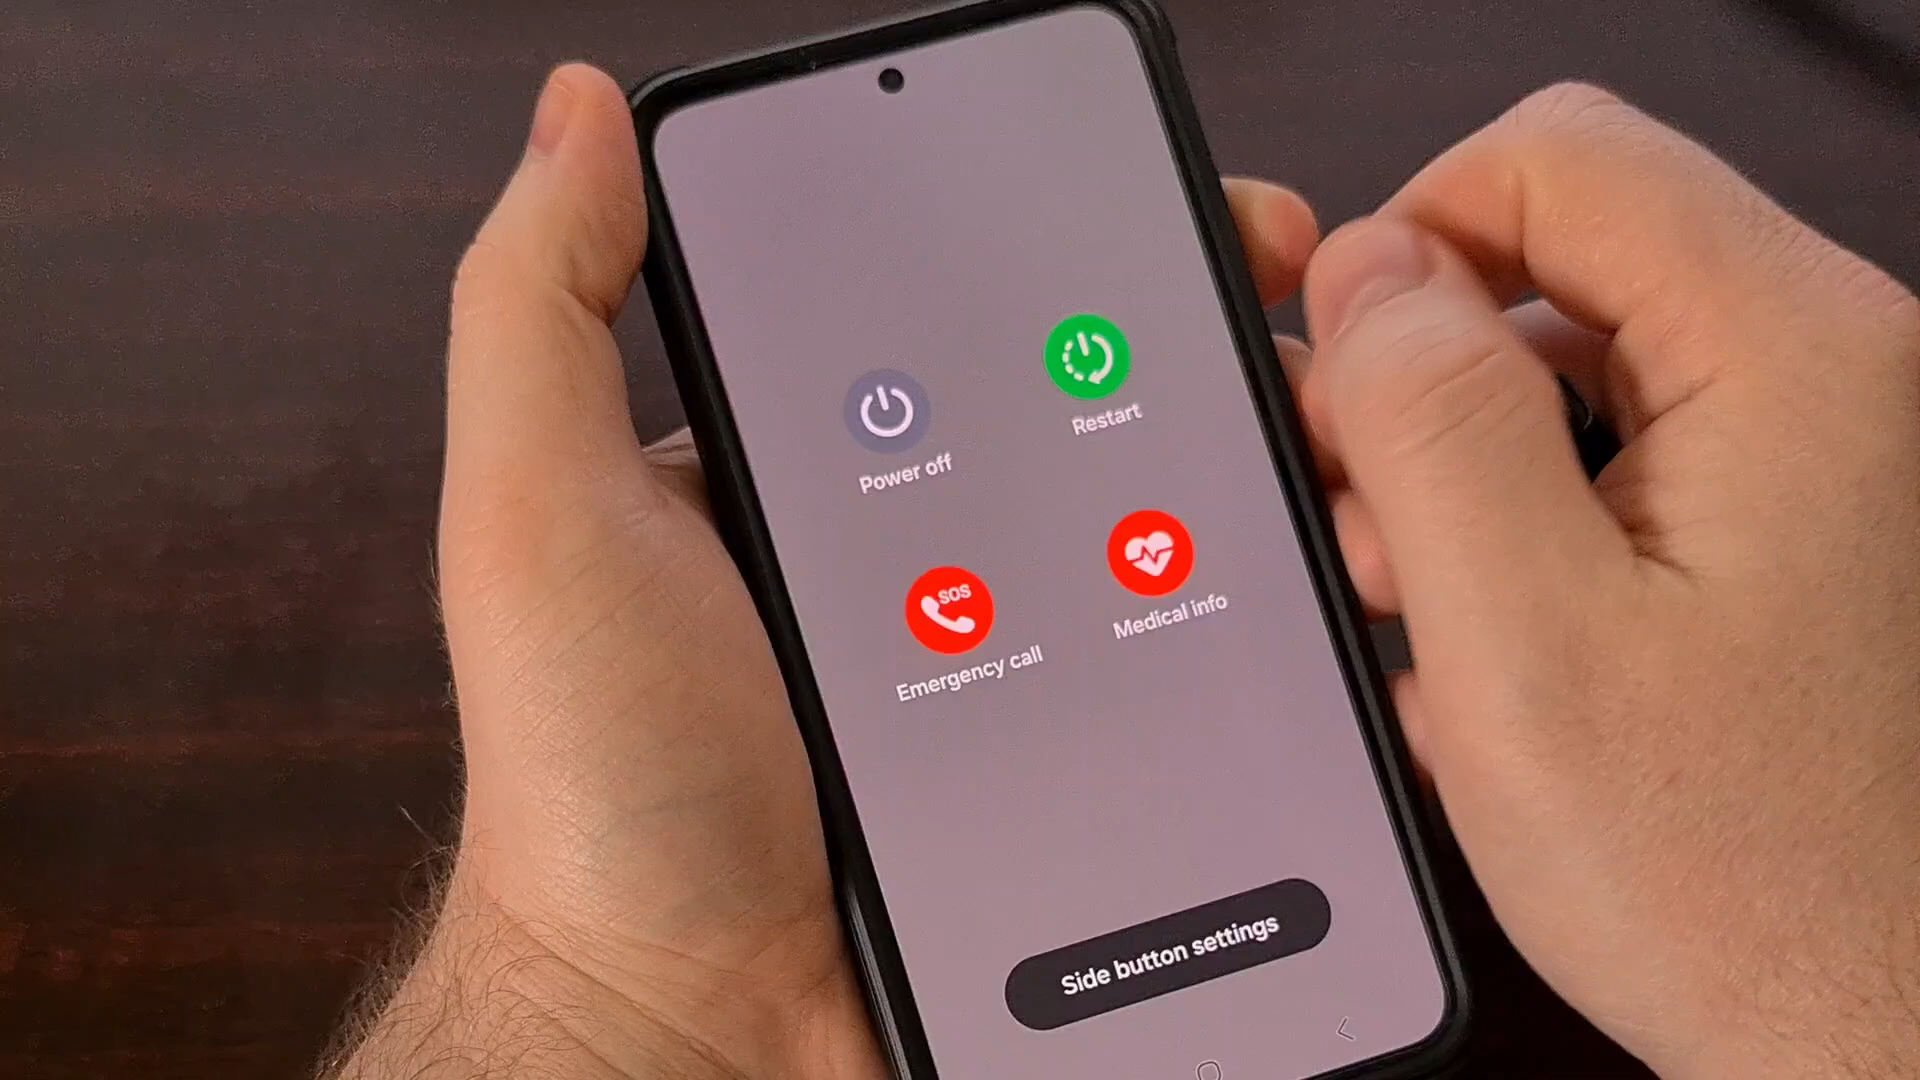 Power off
Restart
SOS
Emergency call
Medical info
Side button settings